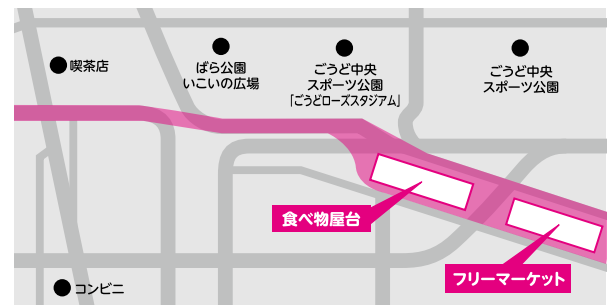 喫茶店
ばら公園
いこいの広場
ごうど中央
スポーツ公園
「ごうどローズスタジアム」
ごうど中央
スポーツ公園
食べ物屋台
フリーマーケット
コンビニ